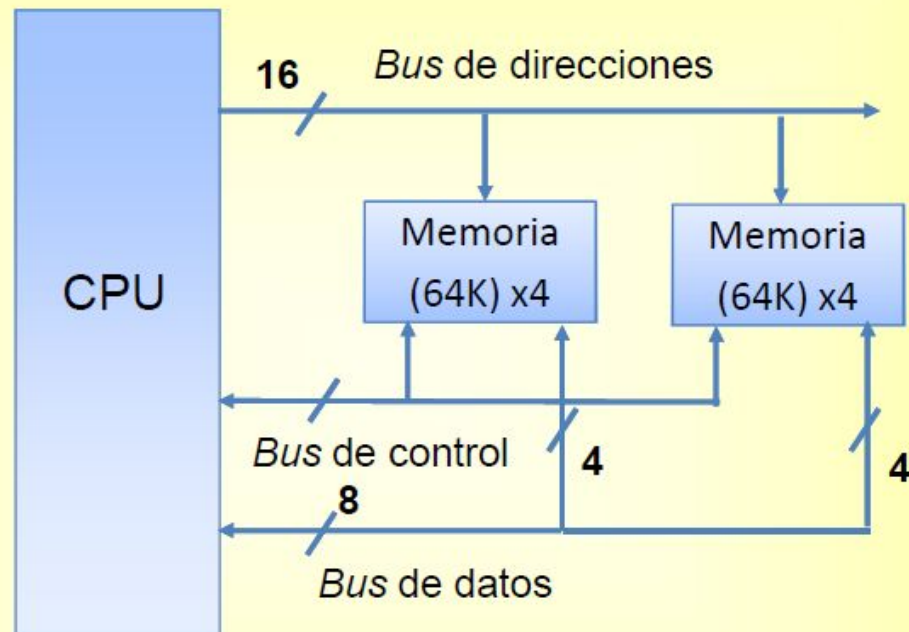 16
Bus de direcciones
Memoria
(64K) x4
Memoria
(64K) x4
CPU
Bus de control
4
4
8
Bus de datos